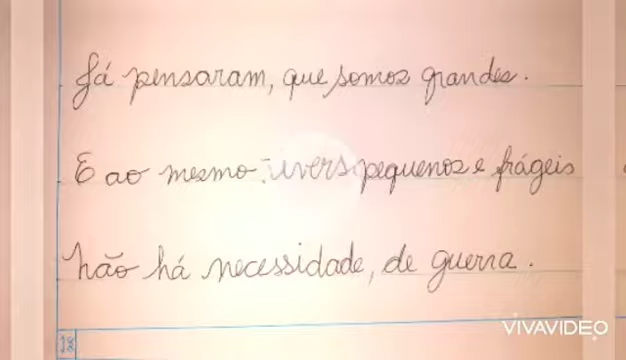 Já pensaram, que somos grandes.
E ao mesmo pequenos e frágeis
não há necessidade, de guerra.
VIVAVIDEO